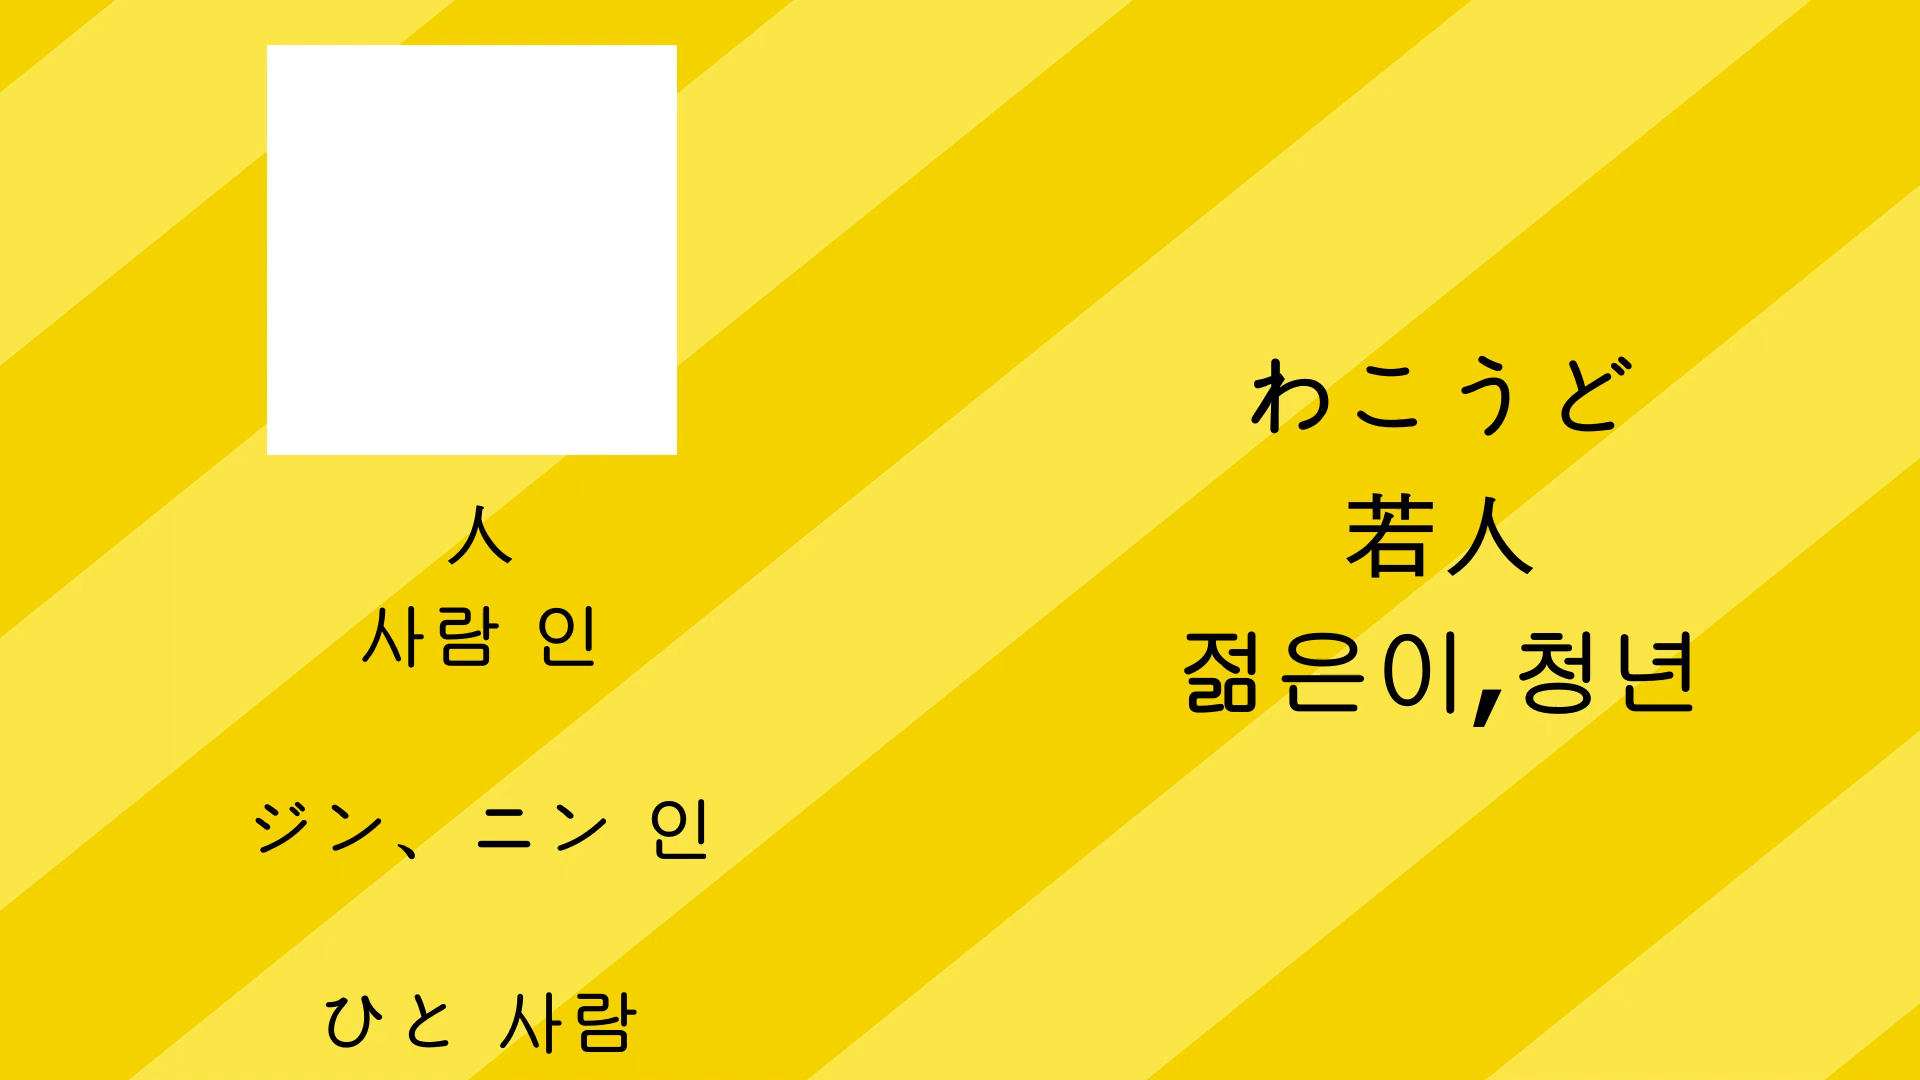 人
사람 인
ジン、ニン 인
ひと 사람
わこうど
若人
젊은이,청년